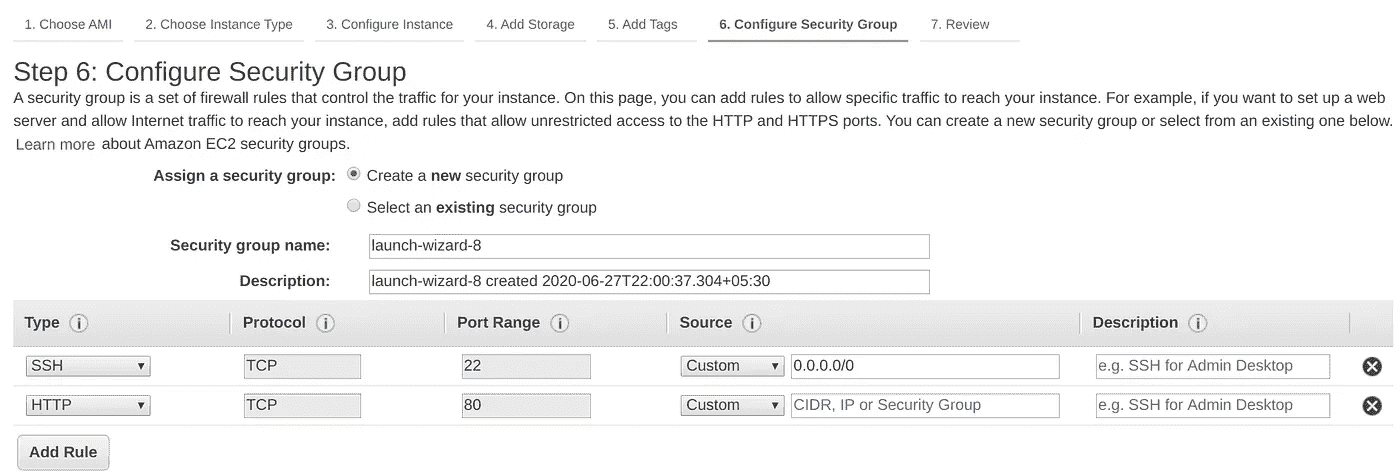 1. Choose AMI 2. Choose Instance Type 3. Configure Instance 4. Add Storage 5. Add Tags 6. Configure Security Group 7. Review
Step 6: Configure Security Group
A security group is a set of firewall rules that control the traffic for your instance. On this page, you can add rules to allow specific traffic to reach your instance. For example, if you want to set up a web
server and allow Internet traffic to reach your instance, add rules that allow unrestricted access to the HTTP and HTTPS ports. You can create a new security group or select from an existing one below.
Learn more about Amazon EC2 security groups.
Assign a security group: Create a new security group
Select an existing security group
Security group name: launch-wizard-8
Description: launch-wizard-8 created 2020-06-27T22:00:37.304+05:30
Type i Protocol i Port Range i Source i Description i
SSH TCP 22 Custom 0.0.0.0/0 e.g. SSH for Admin Desktop
HTTP TCP 80 Custom CIDR, IP or Security Group e.g. SSH for Admin Desktop
Add Rule